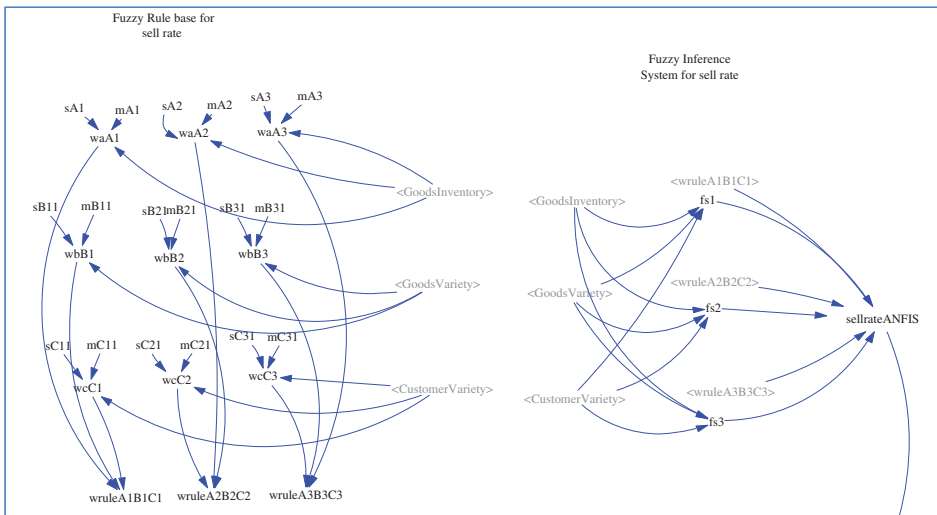 Fuzzy Rule base for
sell rate
Fuzzy Inference
System for sell rate
sA1
mA1
sA2
mA2
sA3
mA3
waA1
waA2
waA3
<GoodsInventory>
sB11
mB11
sB21
mB21
sB31
mB31
wbB1
wbB2
wbB3
<GoodsVariety>
sC11
mC11
sC21
mC21
sC31
mC31
wcC1
wcC2
wcC3
<CustomerVariety>
wruleA1B1C1
wruleA2B2C2
wruleA3B3C3
<wruleA1B1C1>
<GoodsInventory>
fs1
<wruleA2B2C2>
<GoodsVariety>
fs2
sellrateANFIS
<wruleA3B3C3>
<CustomerVariety>
fs3